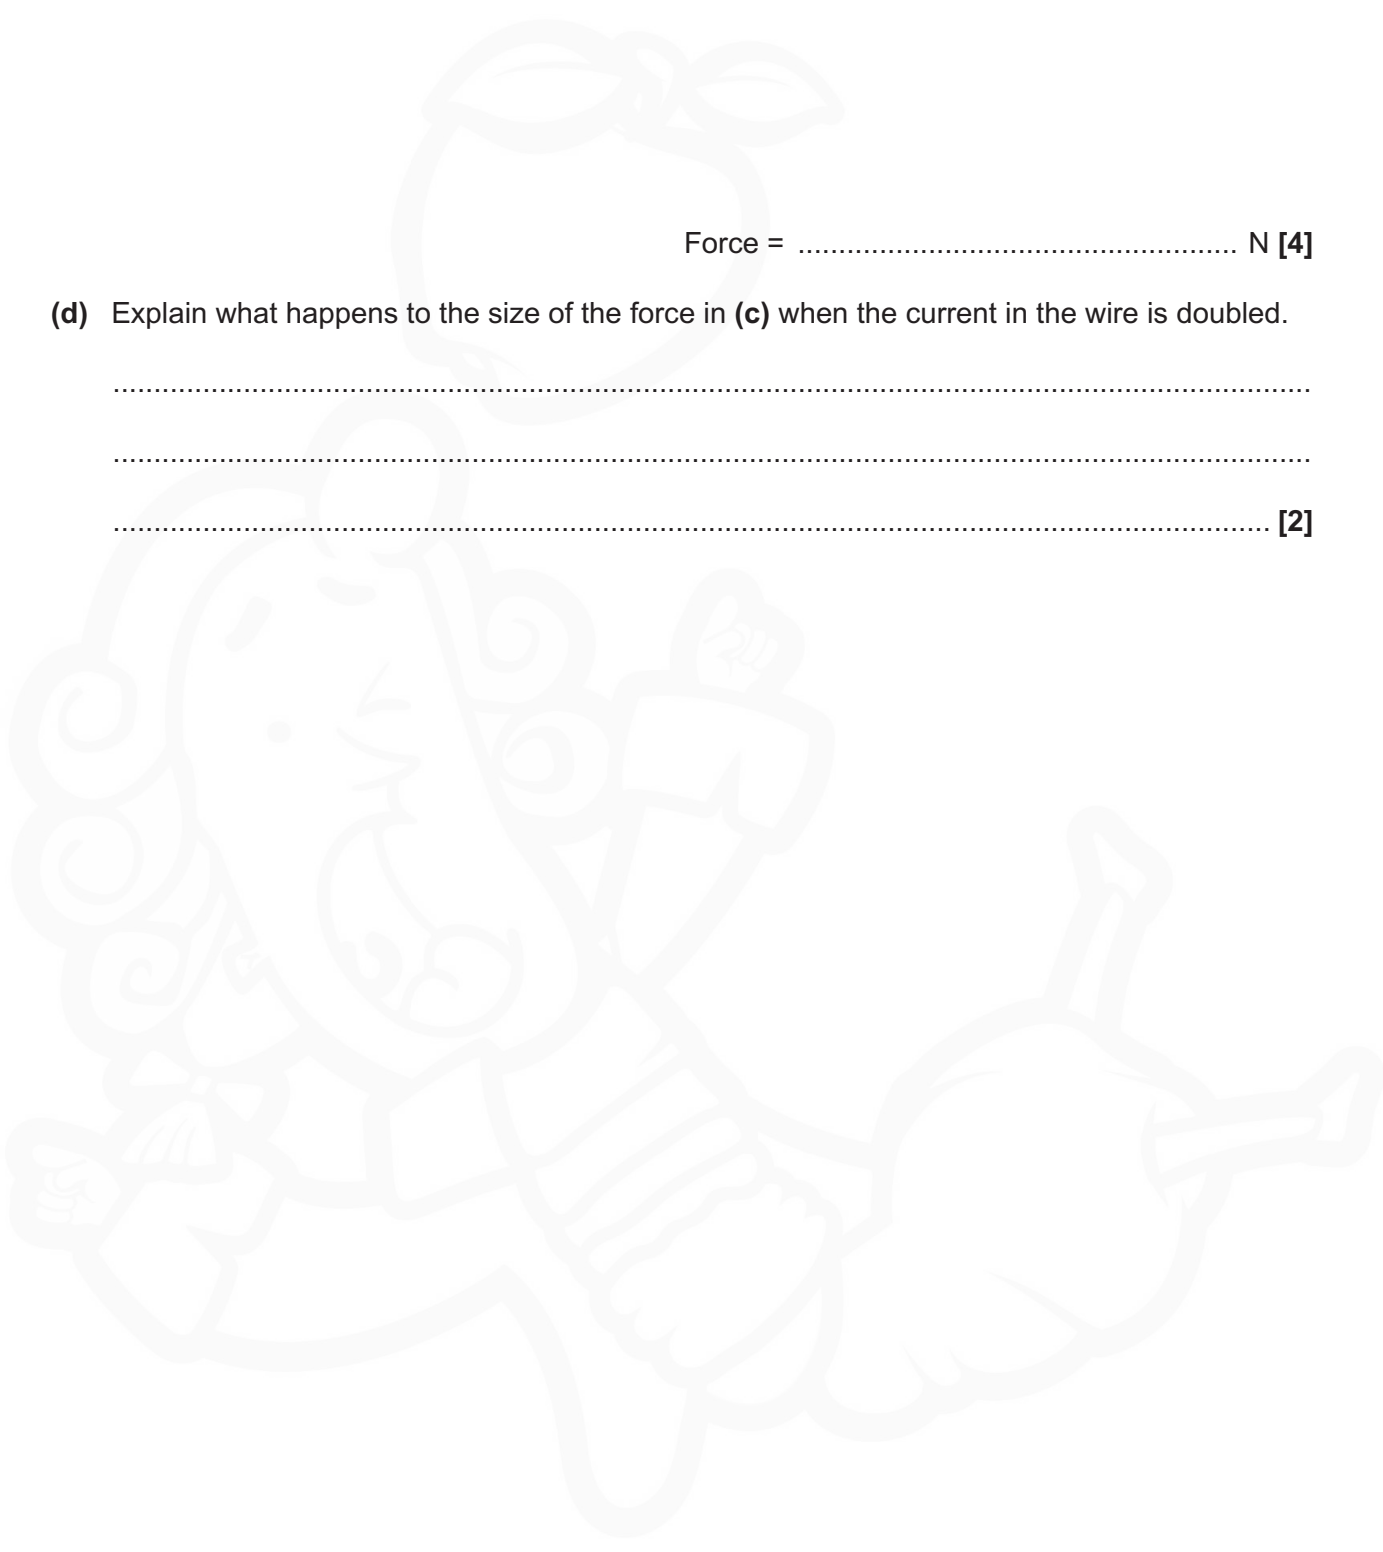 Force = ...................................................... N [4]
(d) Explain what happens to the size of the force in (c) when the current in the wire is doubled.
...................................................................................................................................................
...................................................................................................................................................
.............................................................................................................................................. [2]